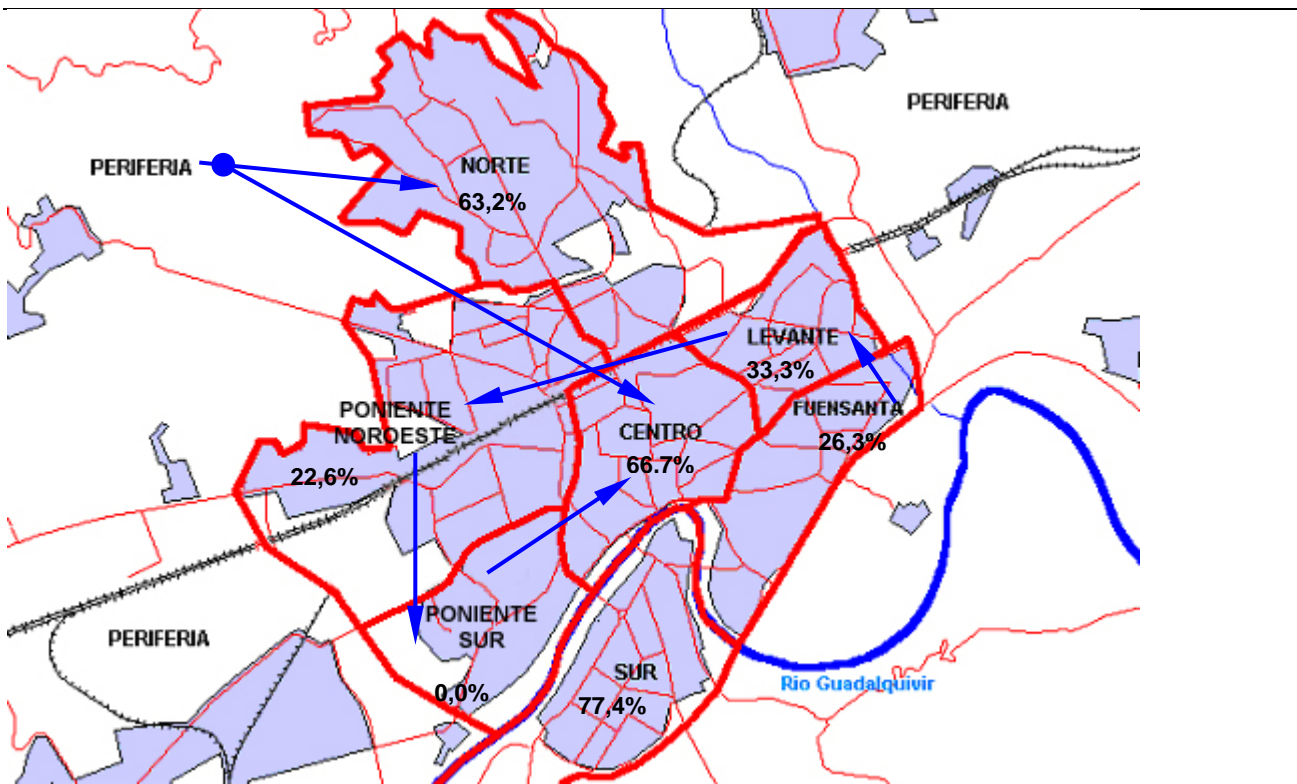 PERIFERIA
PERIFERIA
NORTE
63,2%
LEVANTE
33,3%
PONIENTE
NOROESTE
22,6%
CENTRO
66.7%
FUENSANTA
26,3%
PERIFERIA
PONIENTE
SUR
0,0%
SUR
77,4%
Rio Guadalquivir